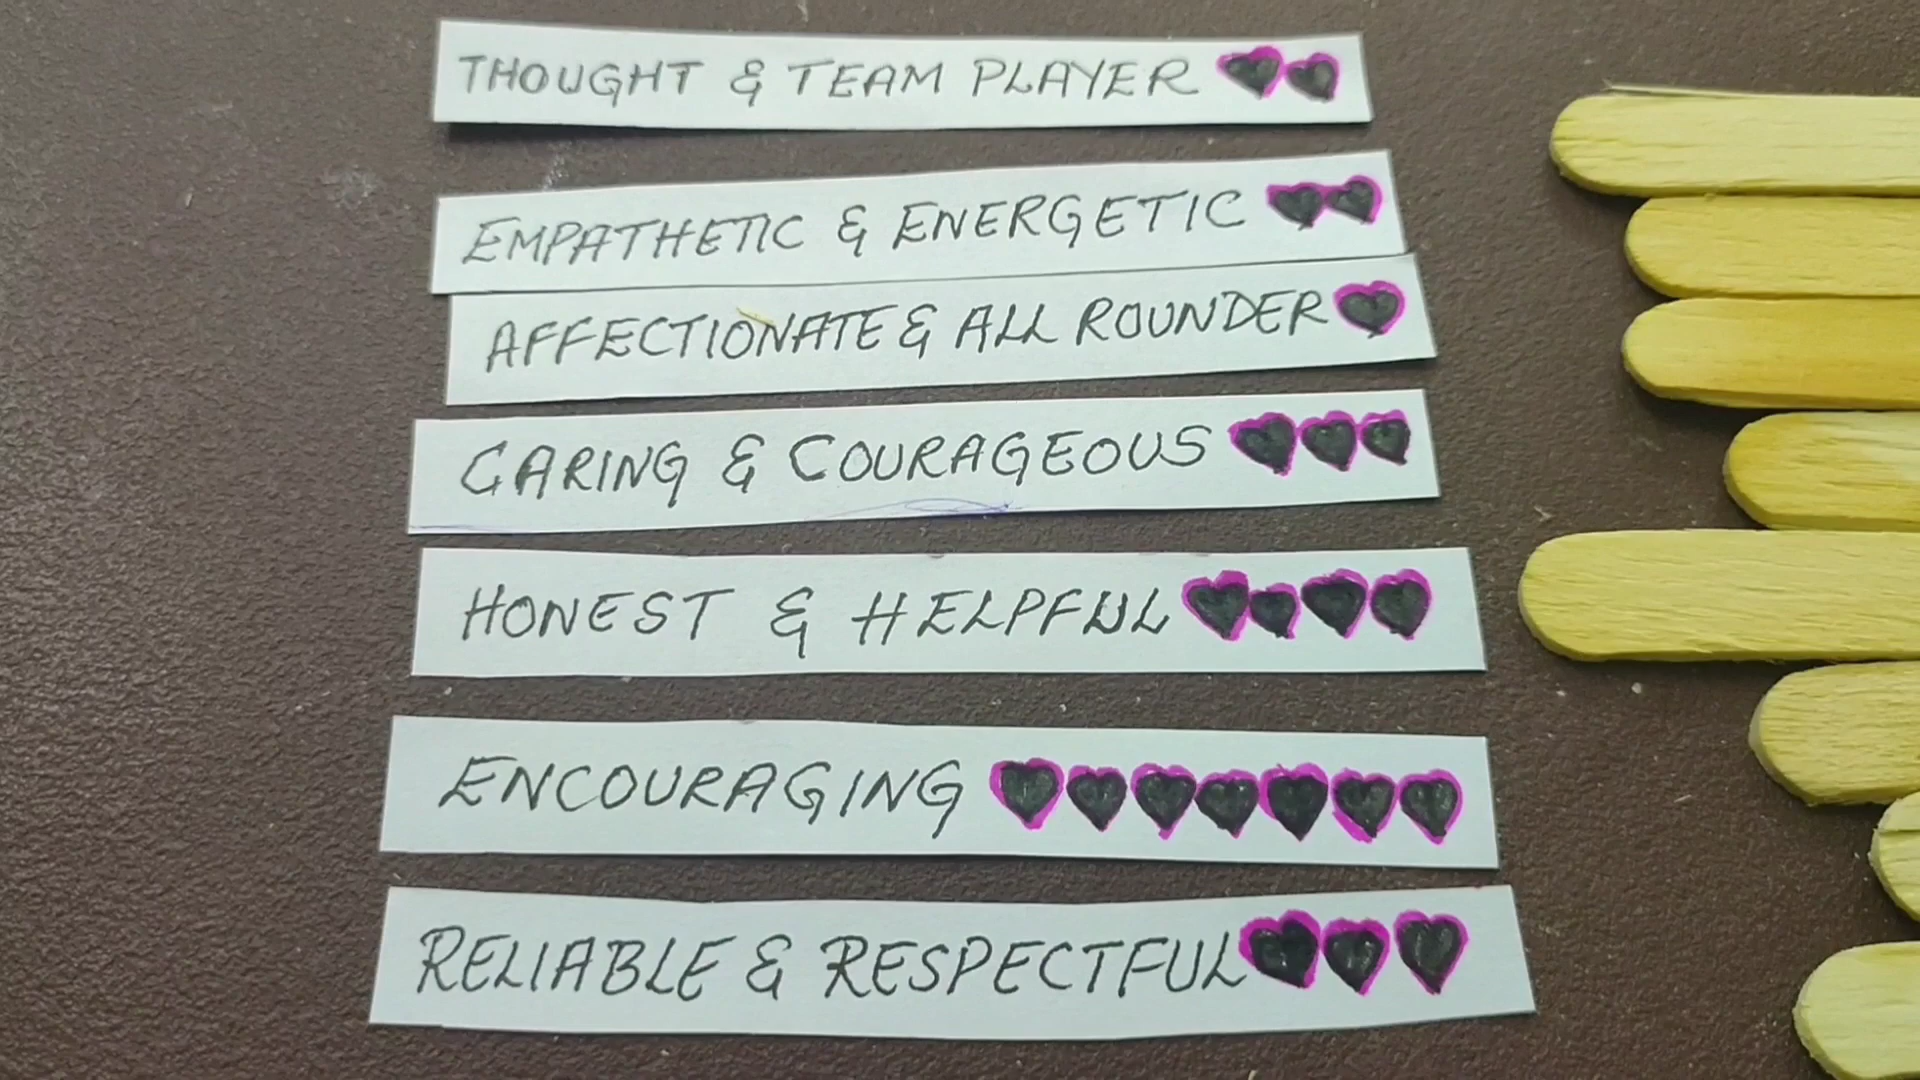 THOUGHT & TEAM PLAYER
EMPATHETIC & ENERGETIC
AFFECTIONATE & ALL ROUNDER
CARING & COURAGEOUS
HONEST & HELPFUL
ENCOURAGING
RELIABLE & RESPECTFUL